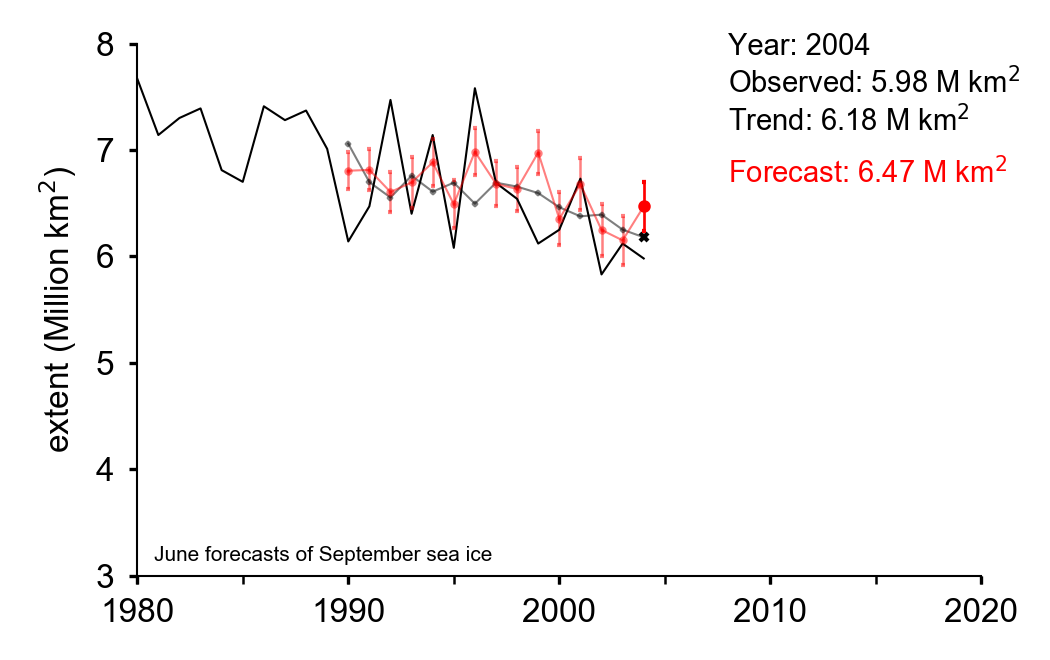 Year: 2004
Observed: 5.98 M km²
Trend: 6.18 M km²
Forecast: 6.47 M km²
extent (Million km²)
8
7
6
5
4
3
June forecasts of September sea ice
1980 1990 2000 2010 2020